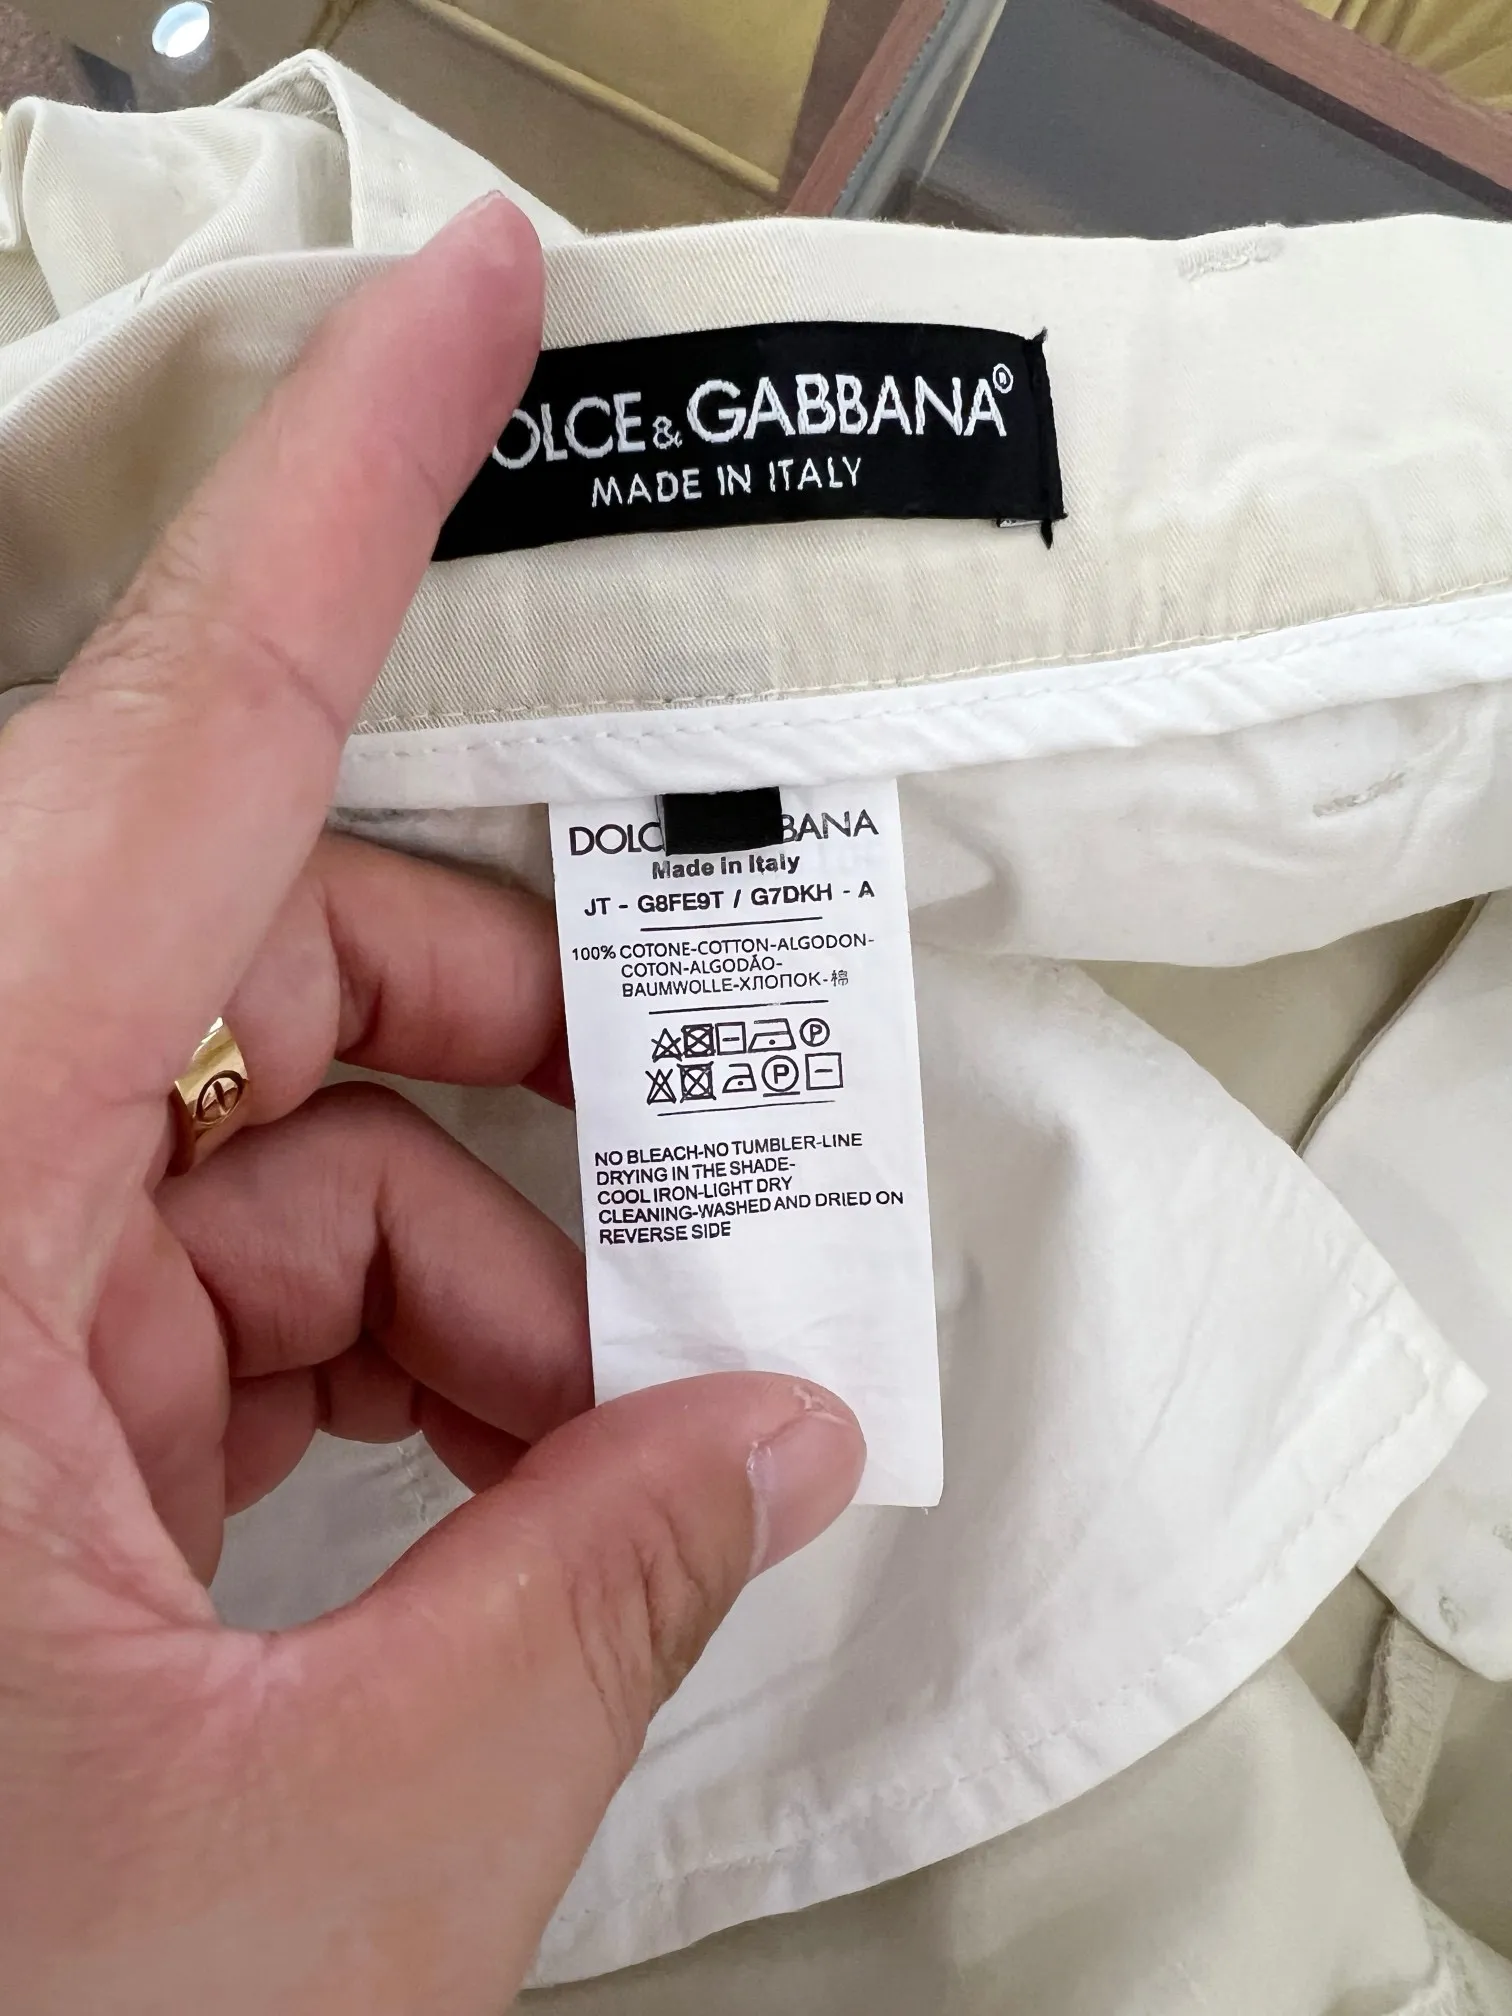 OLCE & GABBANA®
MADE IN ITALY
DOLC BANA
Made in Italy
JT - G8FE9T / G7DKH - A
100% COTONE-COTTON-ALGODON-
COTON-ALGODÃO-
BAUMWOLLE-ХЛОПОК-棉
P
P
NO BLEACH-NO TUMBLER-LINE
DRYING IN THE SHADE-
COOL IRON-LIGHT DRY
CLEANING-WASHED AND DRIED ON
REVERSE SIDE